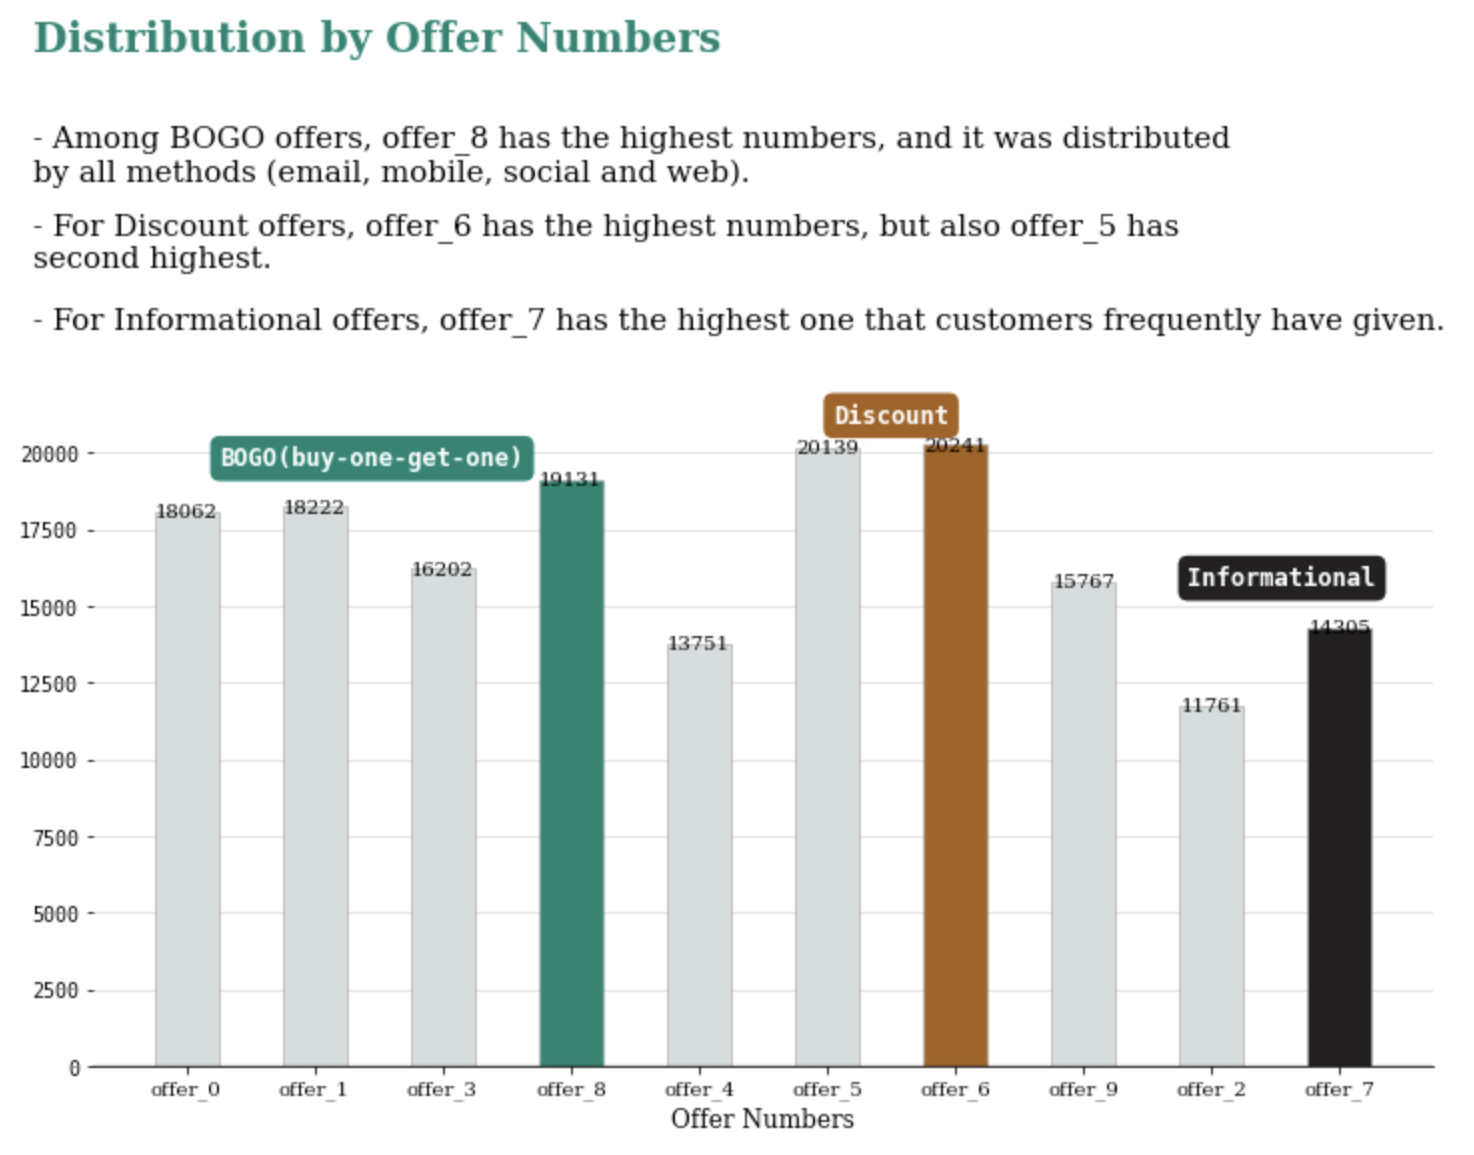 Distribution by Offer Numbers
- Among BOGO offers, offer_8 has the highest numbers, and it was distributed
by all methods (email, mobile, social and web).
- For Discount offers, offer_6 has the highest numbers, but also offer_5 has
second highest.
- For Informational offers, offer_7 has the highest one that customers frequently have given.
Discount
BOGO(buy-one-get-one)
Informational
20000
17500
15000
12500
10000
7500
5000
2500
0
18062
18222
16202
19131
13751
20139
20241
15767
11761
14305
offer_0
offer_1
offer_3
offer_8
offer_4
offer_5
offer_6
offer_9
offer_2
offer_7
Offer Numbers